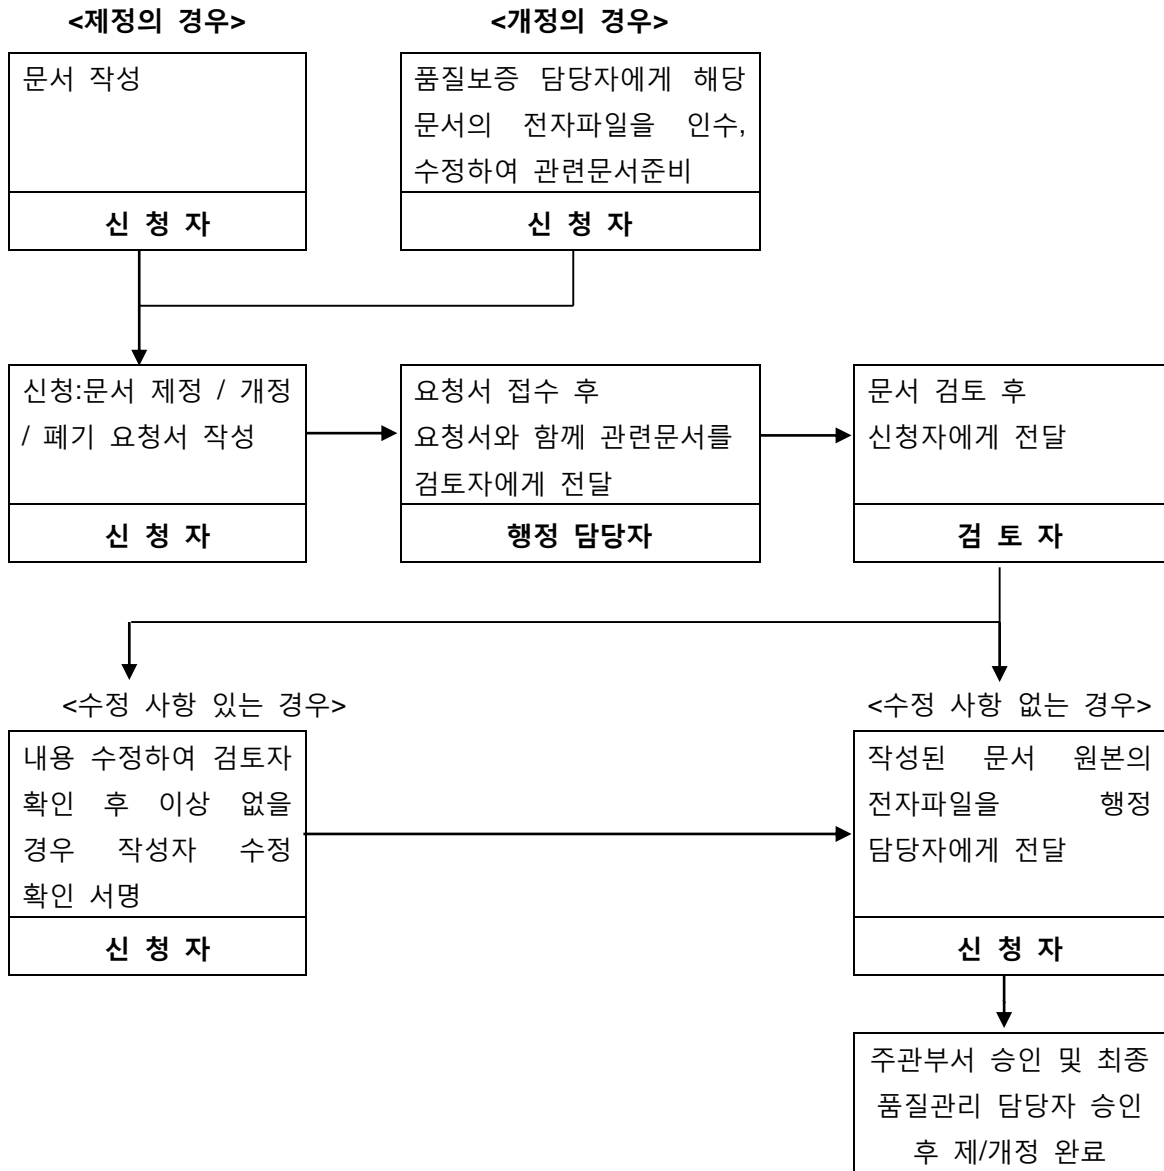 <제정의 경우>
<개정의 경우>
문서 작성
신 청 자
품질보증 담당자에게 해당
문서의 전자파일을 인수,
수정하여 관련문서준비
신 청 자
신청:문서 제정 / 개정
/ 폐기 요청서 작성
신 청 자
요청서 접수 후
요청서와 함께 관련문서를
검토자에게 전달
행정 담당자
문서 검토 후
신청자에게 전달
검 토 자
<수정 사항 있는 경우>
내용 수정하여 검토자
확인 후 이상 없을
경우 작성자 수정
확인 서명
신 청 자
<수정 사항 없는 경우>
작성된 문서 원본의
전자파일을 행정
담당자에게 전달
신 청 자
주관부서 승인 및 최종
품질관리 담당자 승인
후 제/개정 완료